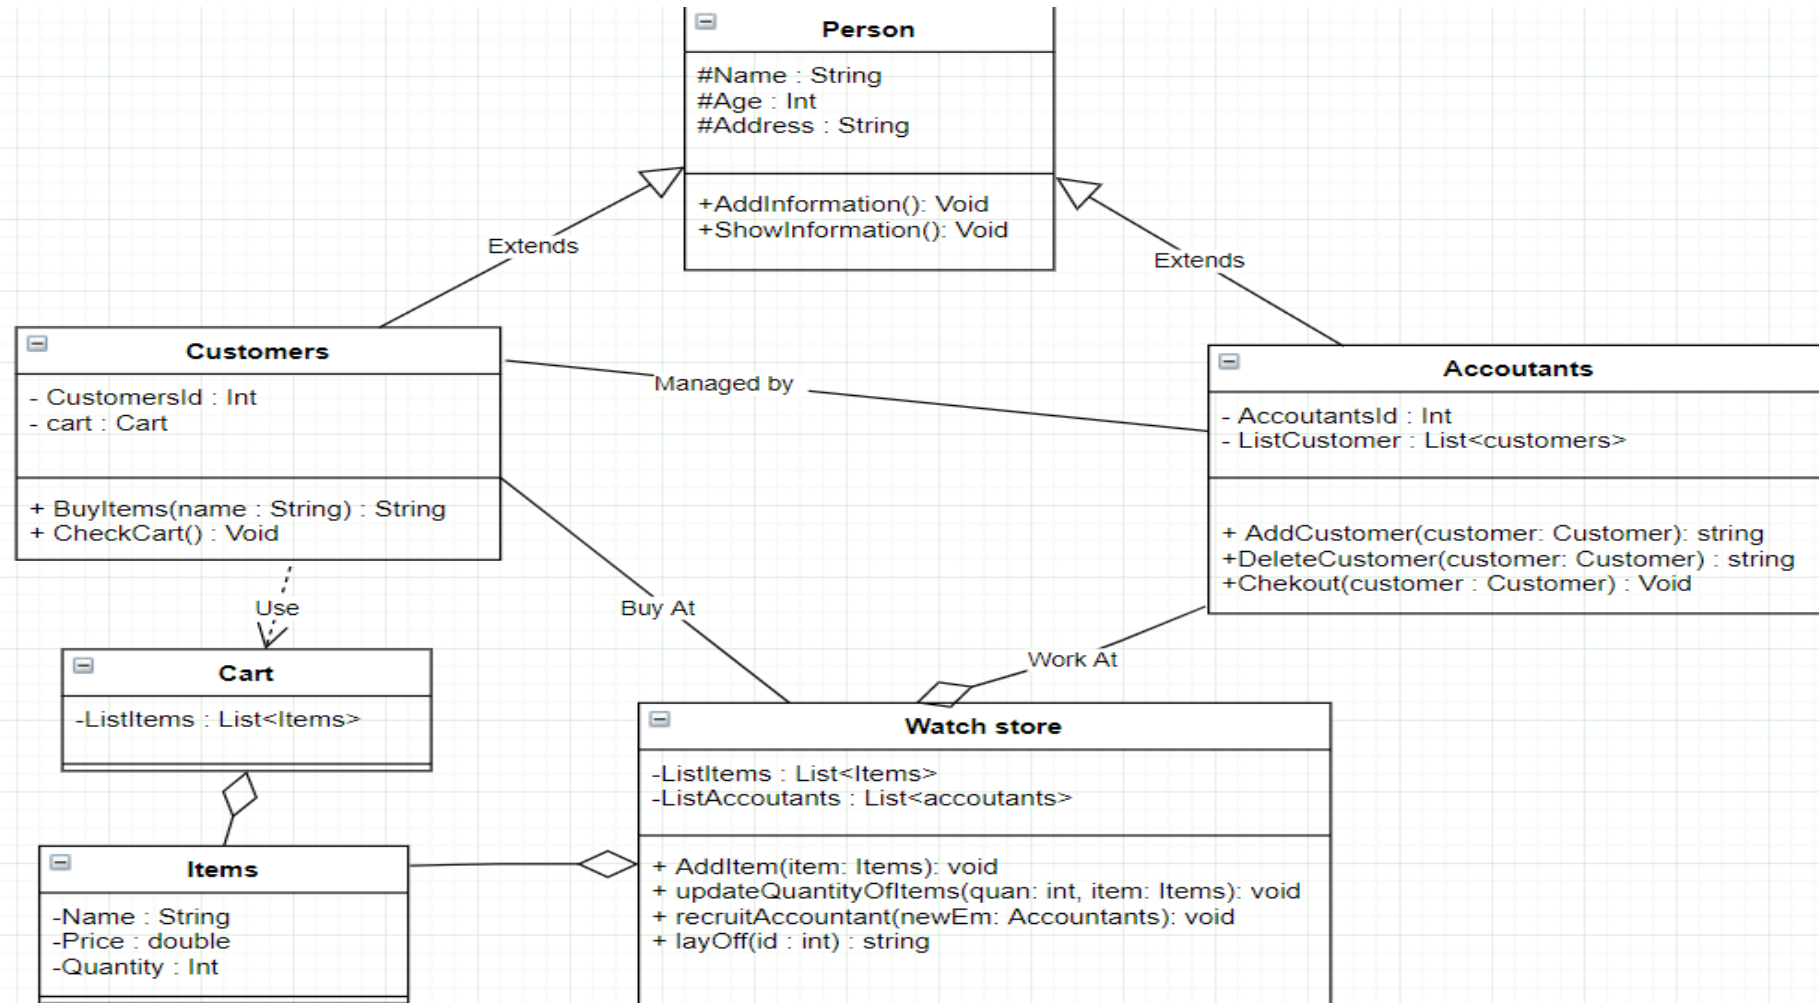 Person
#Name : String
#Age : Int
#Address : String
+AddInformation(): Void
+ShowInformation(): Void
Extends
Extends
Customers
- CustomersId : Int
- cart : Cart
+ BuyItems(name : String) : String
+ CheckCart() : Void
Managed by
Accoutants
- AccoutantsId : Int
- ListCustomer : List<customers>
+ AddCustomer(customer: Customer): string
+DeleteCustomer(customer: Customer) : string
+Chekout(customer : Customer) : Void
Use
Buy At
Work At
Cart
-ListItems : List<Items>
Watch store
-ListItems : List<Items>
-ListAccoutants : List<accoutants>
+ AddItem(item: Items): void
+ updateQuantityOfItems(quan: int, item: Items): void
+ recruitAccountant(newEm: Accountants): void
+ layOff(id : int) : string
Items
-Name : String
-Price : double
-Quantity : Int